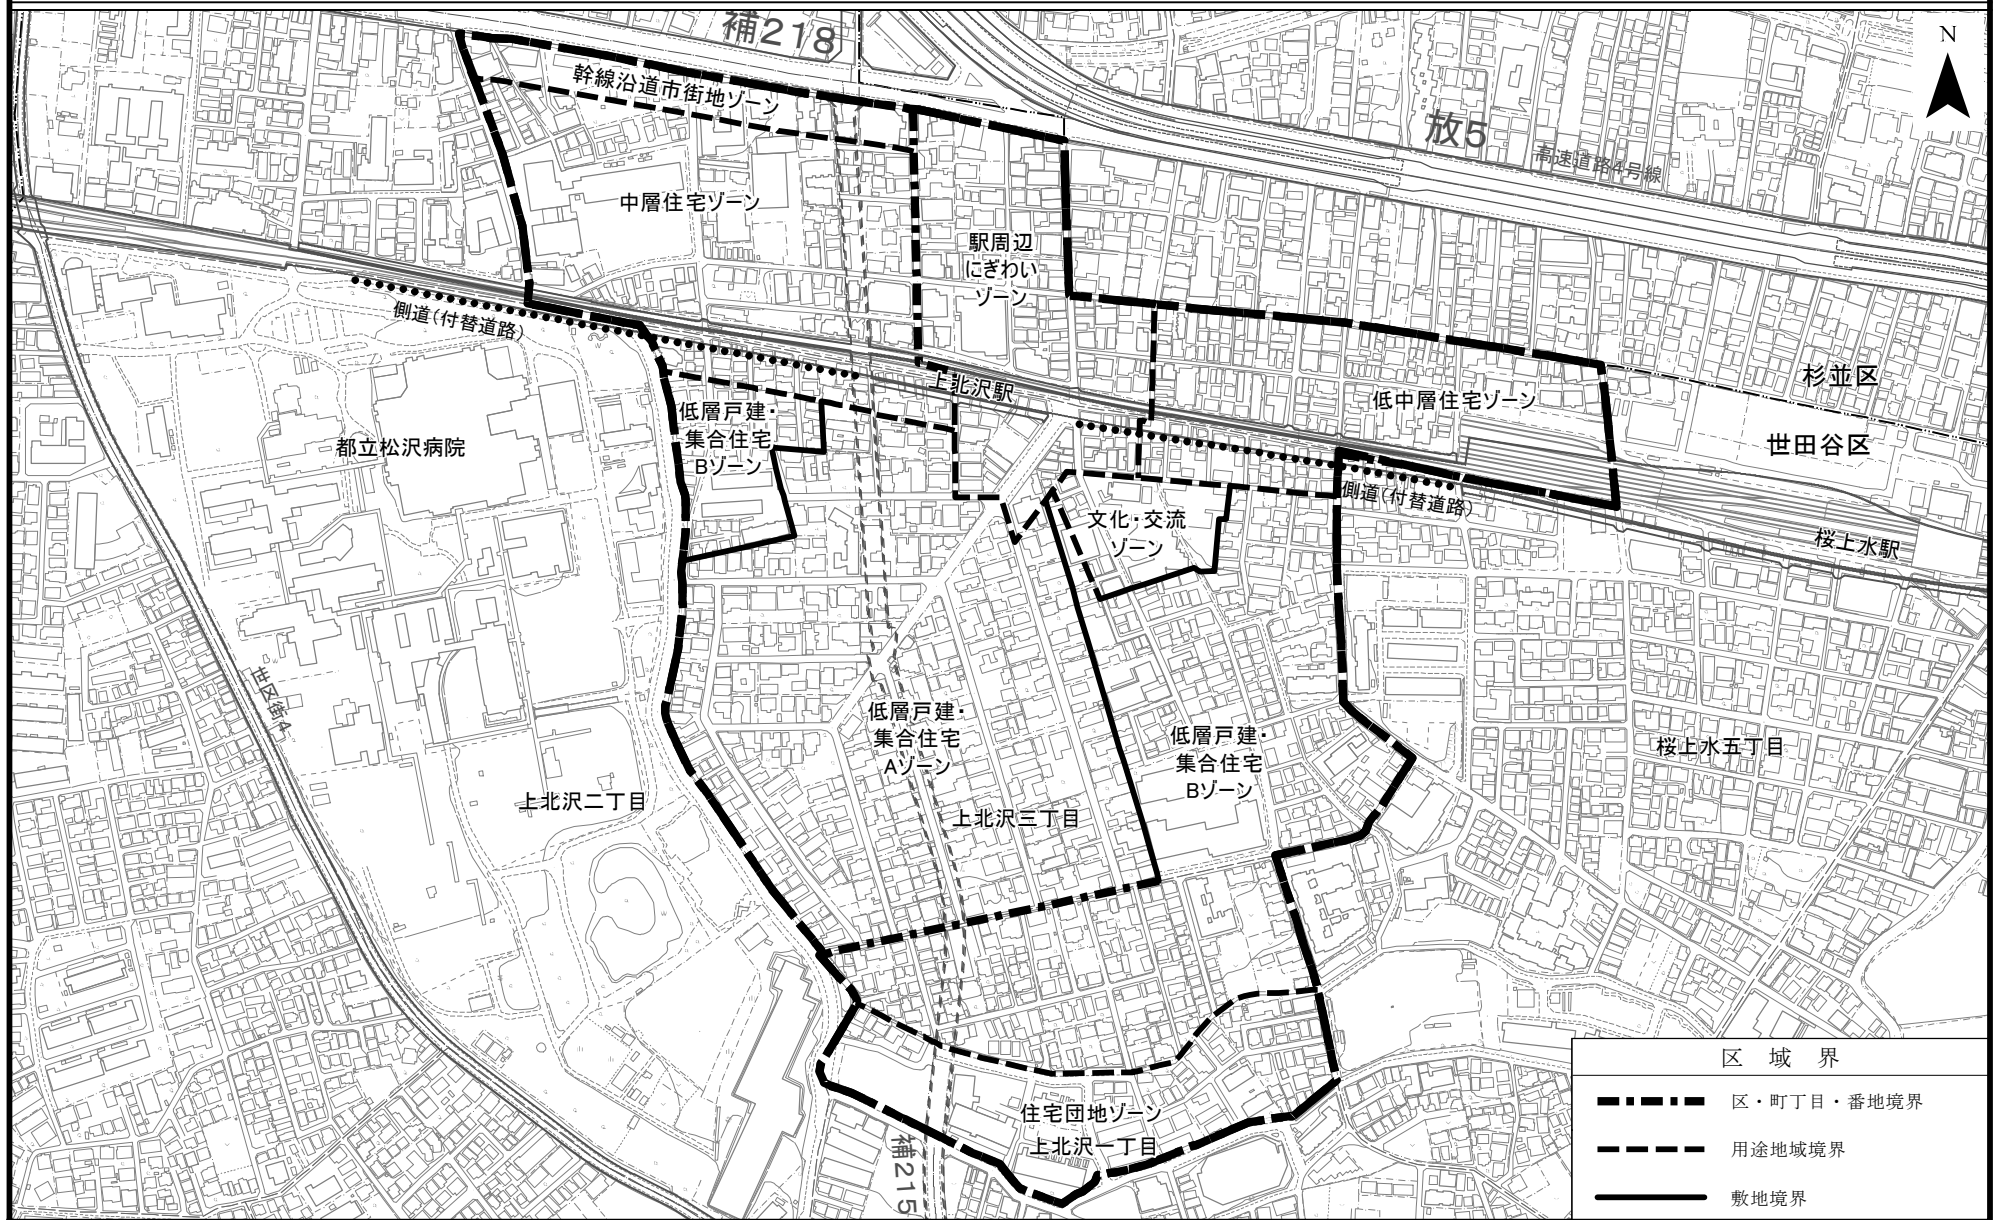 補218
N
幹線沿道市街地ゾーン
放5
高速道路4号線
中層住宅ゾーン
駅周辺
にぎわい
ゾーン
側道(付替道路)
上北沢駅
杉並区
低中層住宅ゾーン
世田谷区
低層戸建・
集合住宅
Bゾーン
都立松沢病院
側道(付替道路)
文化・交流
ゾーン
桜上水駅
世区街4
低層戸建・
集合住宅
Aゾーン
低層戸建・
集合住宅
Bゾーン
桜上水五丁目
上北沢二丁目
上北沢三丁目
住宅団地ゾーン
上北沢一丁目
補215
区域界
区・町丁目・番地境界
用途地域境界
敷地境界